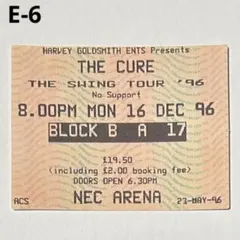 E-6
HARVEY GOLDSMITH ENTS Presents
THE CURE
THE SWING TOUR '96
No Support
8.00PM MON 16 DEC 96
BLOCK B A 17
£19.50
(including £2.00 booking fee)
DOORS OPEN 6.30PM
ACS NEC ARENA 23-MAY-96